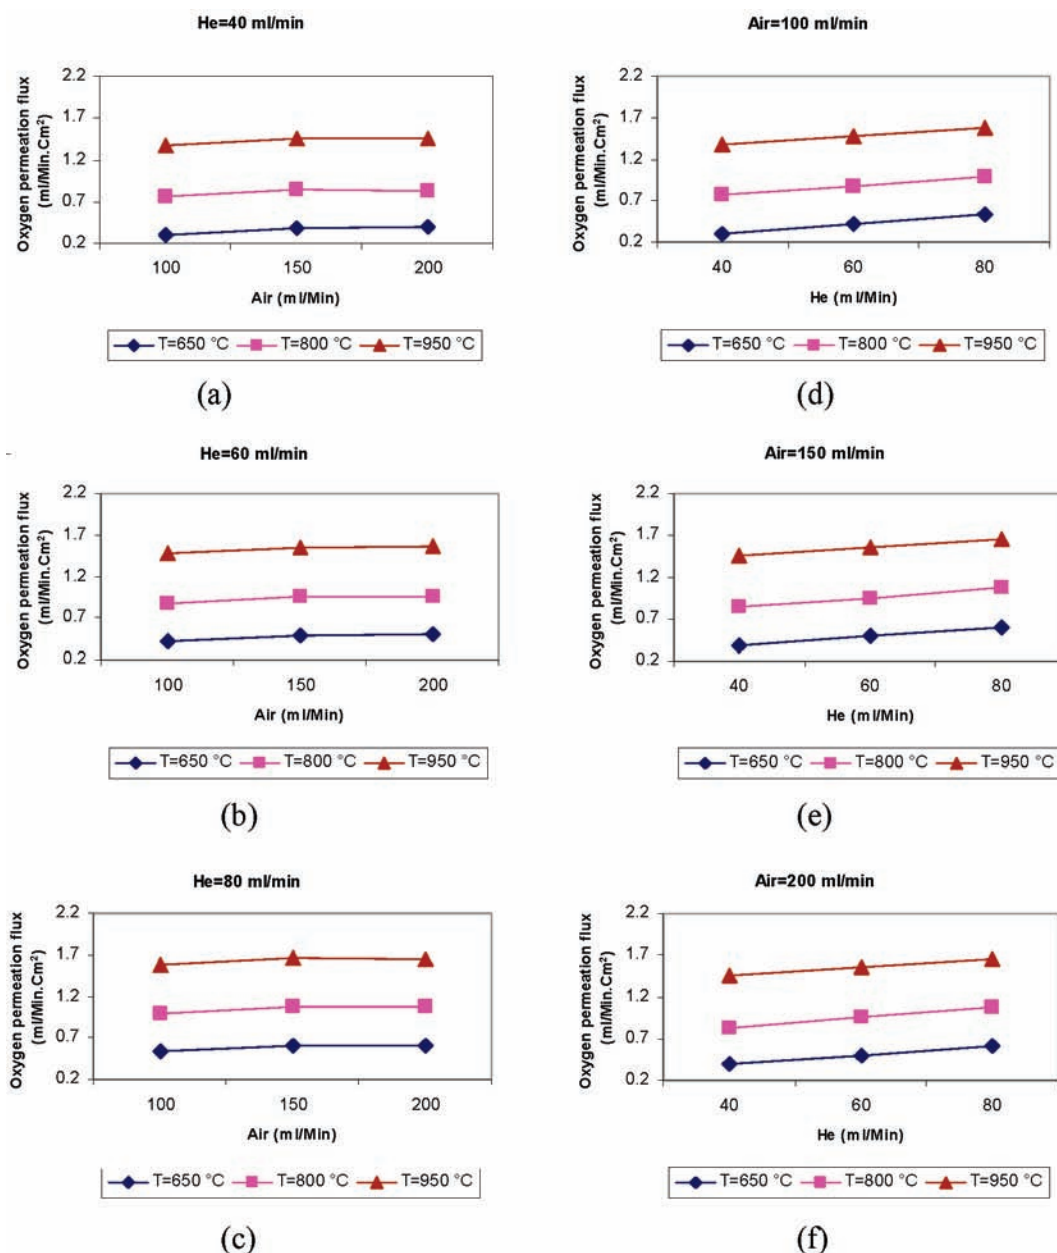 He=40 ml/min
Oxygen permeation flux
(ml/Min.Cm²)
2.2
1.7
1.2
0.7
0.2
100 150 200
Air (ml/Min)
T=650 °C T=800 °C T=950 °C
(a)
He=60 ml/min
Oxygen permeation flux
(ml/Min.Cm²)
2.2
1.7
1.2
0.7
0.2
100 150 200
Air (ml/Min)
T=650 °C T=800 °C T=950 °C
(b)
He=80 ml/min
Oxygen permeation flux
(ml/Min.Cm²)
2.2
1.7
1.2
0.7
0.2
100 150 200
Air (ml/Min)
T=650 °C T=800 °C T=950 °C
(c)
Air=100 ml/min
Oxygen permeation flux
(ml/Min.Cm²)
2.2
1.7
1.2
0.7
0.2
40 60 80
He (ml/Min)
T=650 °C T=800 °C T=950 °C
(d)
Air=150 ml/min
Oxygen permeation flux
(ml/Min.Cm²)
2.2
1.7
1.2
0.7
0.2
40 60 80
He (ml/Min)
T=650 °C T=800 °C T=950 °C
(e)
Air=200 ml/min
Oxygen permeation flux
(ml/Min.Cm²)
2.2
1.7
1.2
0.7
0.2
40 60 80
He (ml/Min)
T=650 °C T=800 °C T=950 °C
(f)